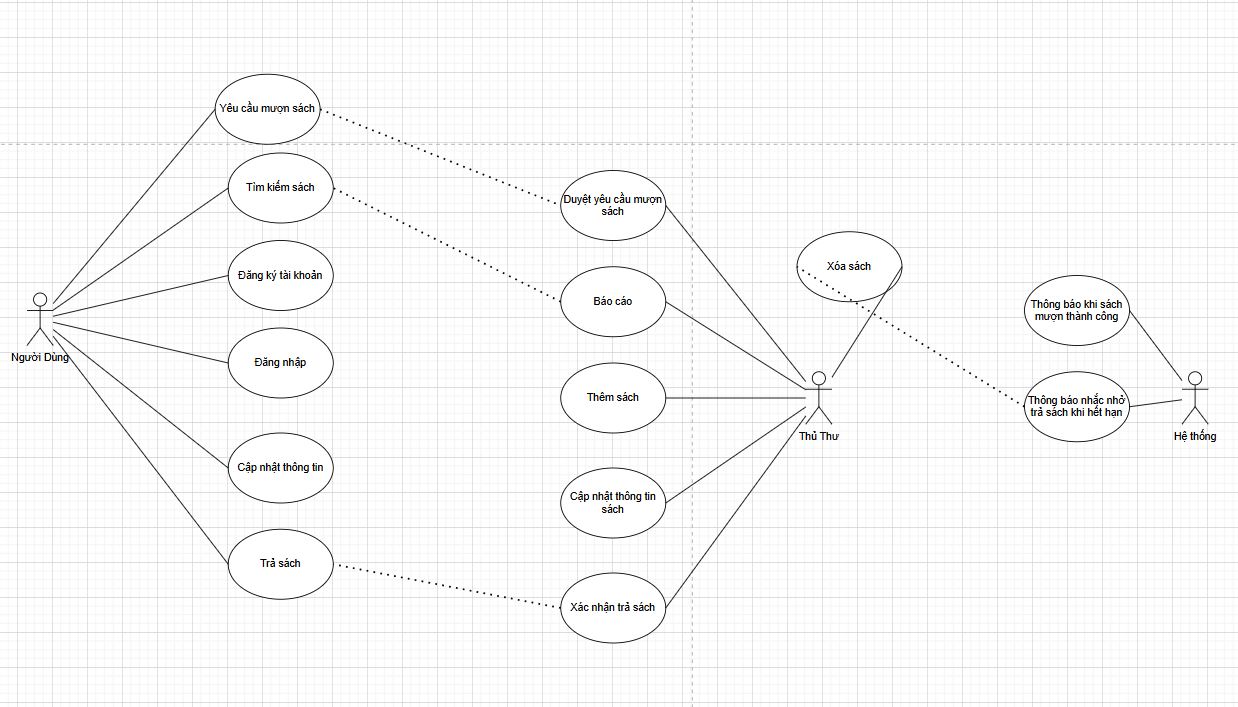 Yêu cầu mượn sách
Tìm kiếm sách
Đăng ký tài khoản
Đăng nhập
Cập nhật thông tin
Trả sách
Người Dùng
Duyệt yêu cầu mượn
sách
Báo cáo
Thêm sách
Cập nhật thông tin
sách
Xác nhận trả sách
Xóa sách
Thủ Thư
Thông báo khi sách
mượn thành công
Thông báo nhắc nhở
trả sách khi hết hạn
Hệ thống